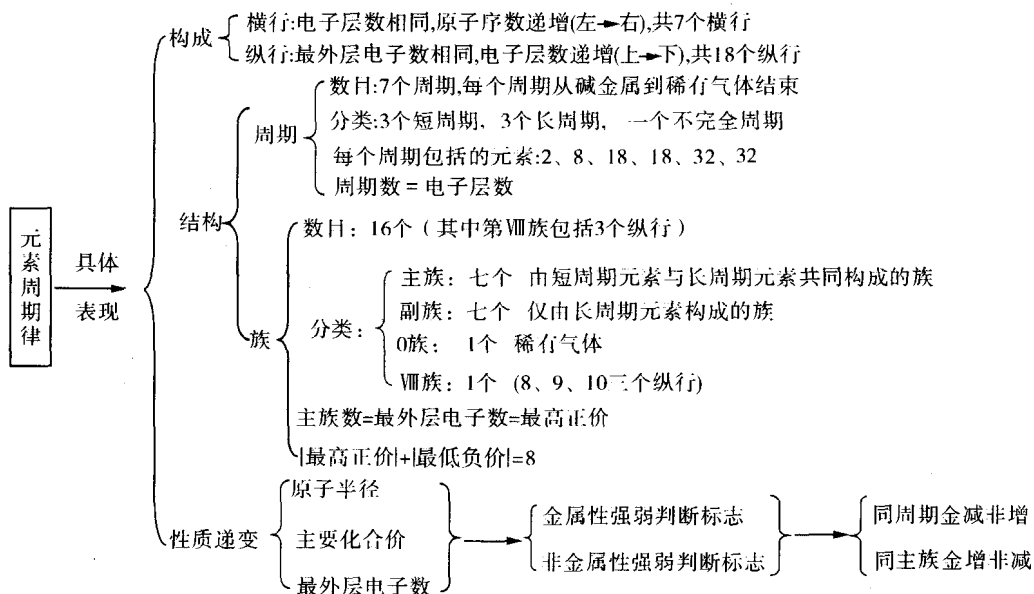 元素周期律
具体
表现
构成
横行:电子层数相同,原子序数递增(左→右),共7个横行
纵行:最外层电子数相同,电子层数递增(上→下),共18个纵行
结构
周期
数目:7个周期,每个周期从碱金属到稀有气体结束
分类:3个短周期, 3个长周期, 一个不完全周期
每个周期包括的元素:2、8、18、18、32、32
周期数=电子层数
族
数目: 16个(其中第Ⅷ族包括3个纵行)
分类:
主族: 七个 由短周期元素与长周期元素共同构成的族
副族: 七个 仅由长周期元素构成的族
0族: 1个 稀有气体
Ⅷ族: 1个 (8、9、10三个纵行)
主族数=最外层电子数=最高正价
|最高正价|+|最低负价|=8
性质递变
原子半径
主要化合价
最外层电子数
金属性强弱判断标志
非金属性强弱判断标志
同周期金减非增
同主族金增非减